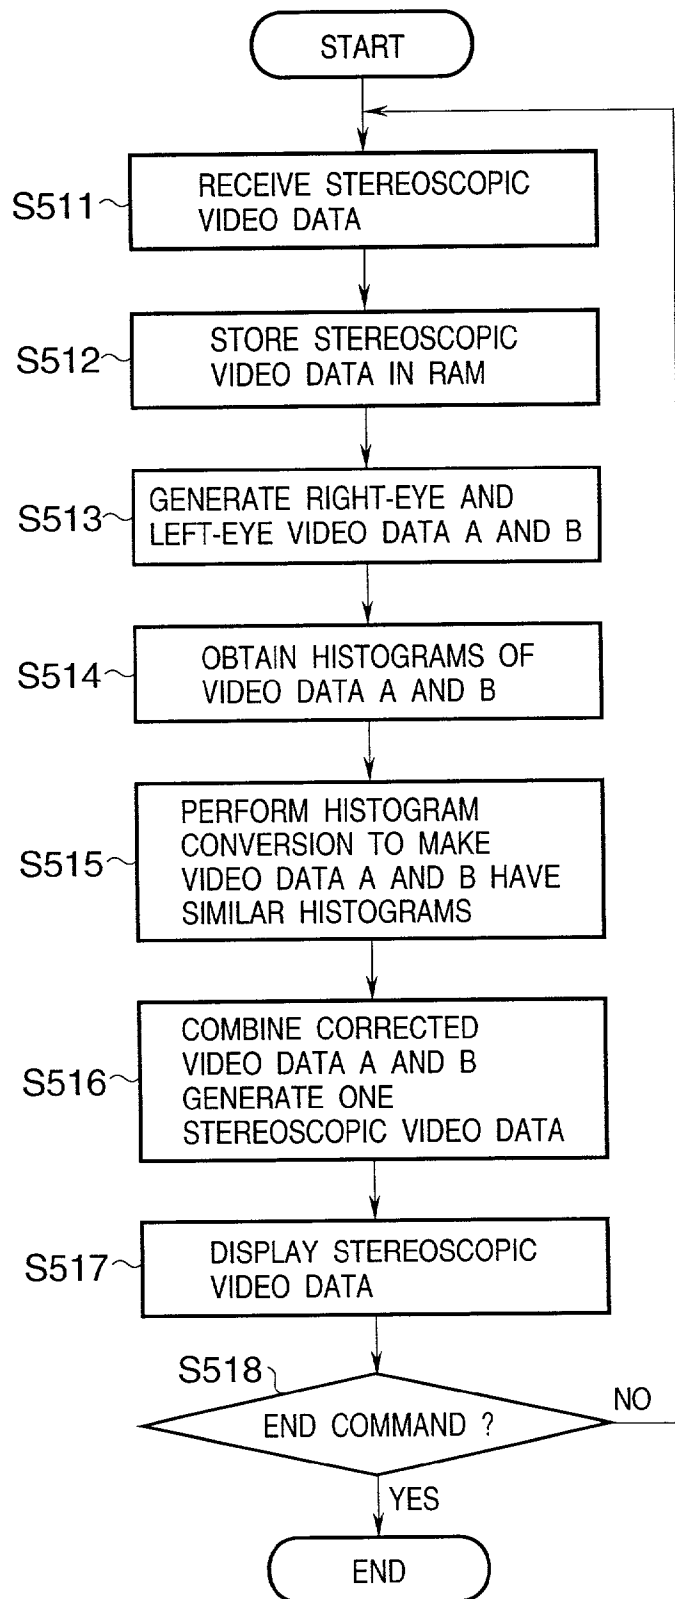 START
S511
RECEIVE STEREOSCOPIC
VIDEO DATA
S512
STORE STEREOSCOPIC
VIDEO DATA IN RAM
S513
GENERATE RIGHT-EYE AND
LEFT-EYE VIDEO DATA A AND B
S514
OBTAIN HISTOGRAMS OF
VIDEO DATA A AND B
S515
PERFORM HISTOGRAM
CONVERSION TO MAKE
VIDEO DATA A AND B HAVE
SIMILAR HISTOGRAMS
S516
COMBINE CORRECTED
VIDEO DATA A AND B
GENERATE ONE
STEREOSCOPIC VIDEO DATA
S517
DISPLAY STEREOSCOPIC
VIDEO DATA
S518
END COMMAND ?
NO
YES
END